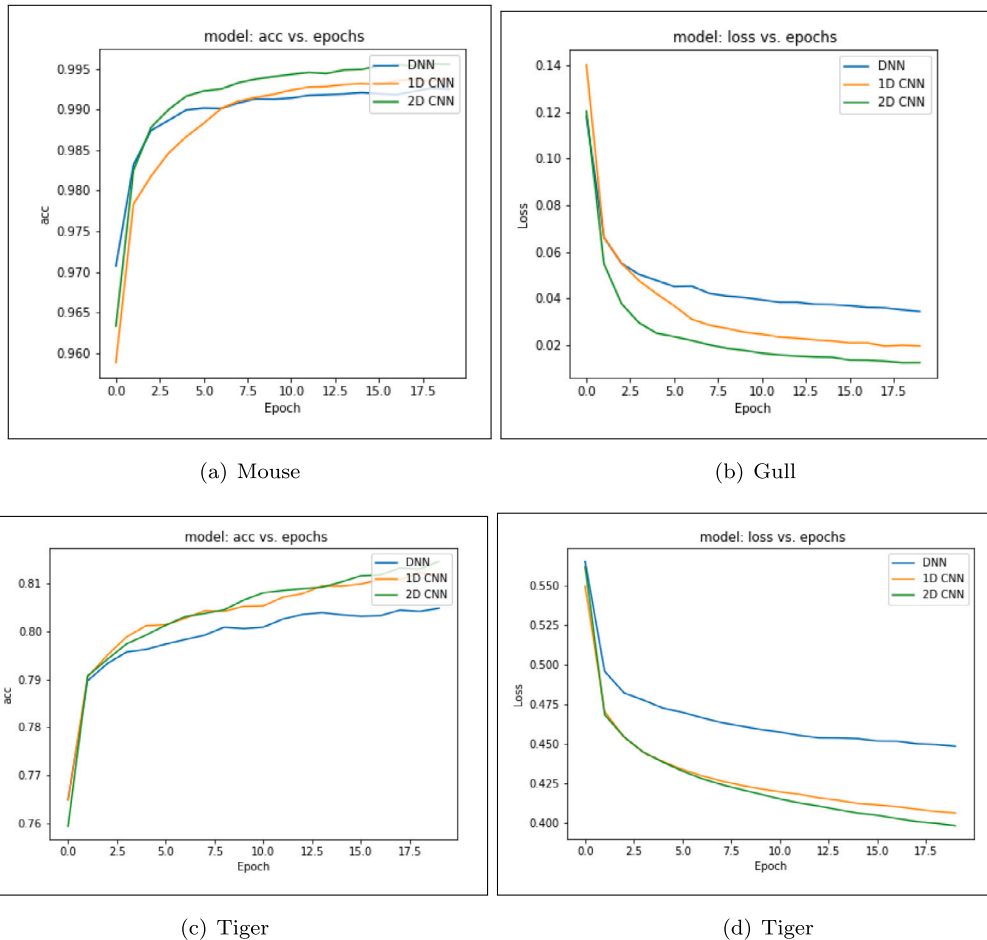 model: acc vs. epochs
DNN
1D CNN
2D CNN
0.995
0.990
0.985
0.980
0.975
0.970
0.965
0.960
acc
0.0 2.5 5.0 7.5 10.0 12.5 15.0 17.5
Epoch
(a) Mouse
model: loss vs. epochs
DNN
1D CNN
2D CNN
0.14
0.12
0.10
0.08
0.06
0.04
0.02
Loss
0.0 2.5 5.0 7.5 10.0 12.5 15.0 17.5
Epoch
(b) Gull
model: acc vs. epochs
DNN
1D CNN
2D CNN
0.81
0.80
0.79
0.78
0.77
0.76
acc
0.0 2.5 5.0 7.5 10.0 12.5 15.0 17.5
Epoch
(c) Tiger
model: loss vs. epochs
DNN
1D CNN
2D CNN
0.550
0.525
0.500
0.475
0.450
0.425
0.400
Loss
0.0 2.5 5.0 7.5 10.0 12.5 15.0 17.5
Epoch
(d) Tiger